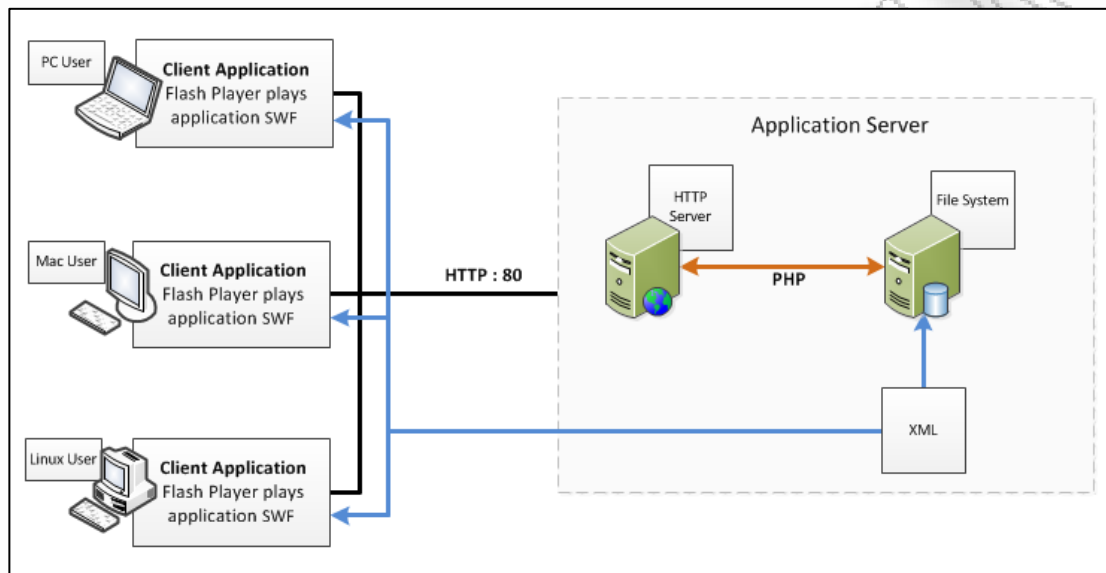 PC User
Client Application
Flash Player plays
application SWF
Application Server
HTTP
Server
File System
Mac User
Client Application
Flash Player plays
application SWF
HTTP : 80
PHP
XML
Linux User
Client Application
Flash Player plays
application SWF